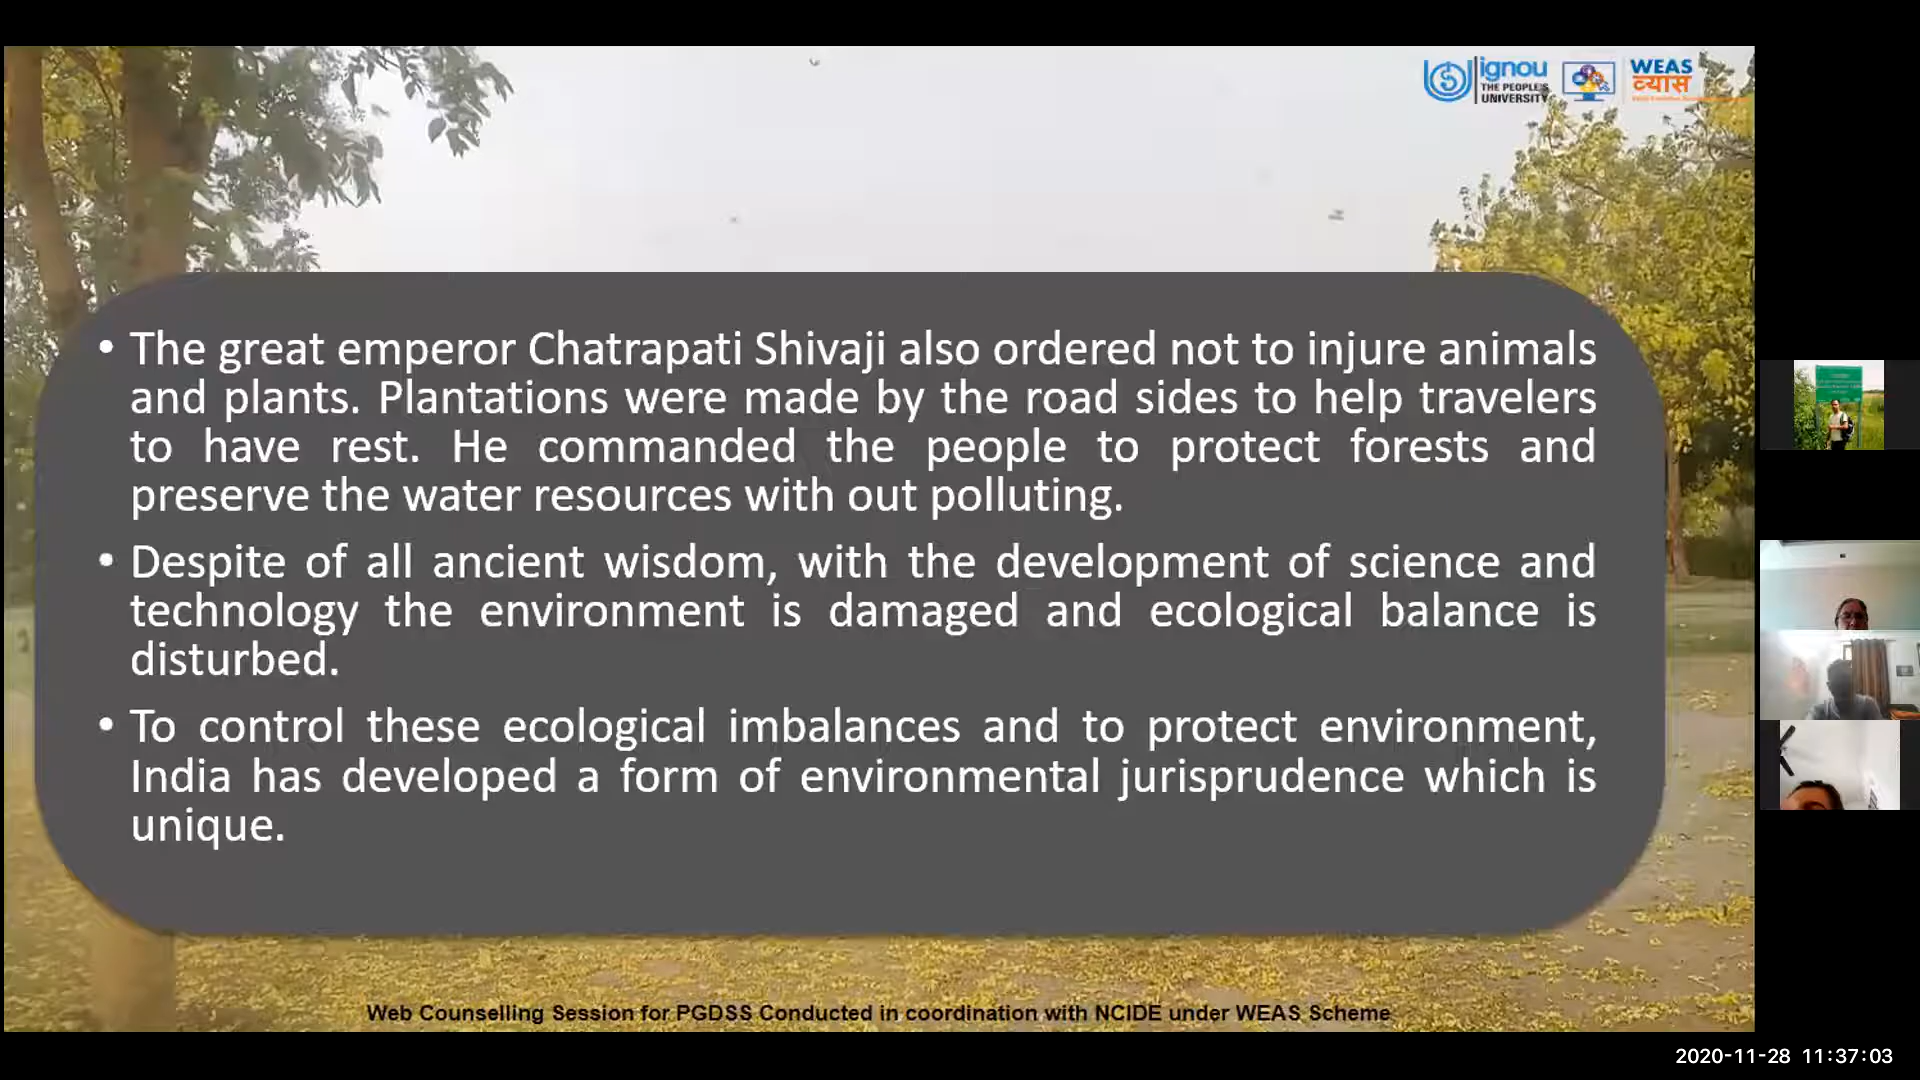 ignou
THE PEOPLE'S
UNIVERSITY
WEAS
व्यास
• The great emperor Chatrapati Shivaji also ordered not to injure animals
and plants. Plantations were made by the road sides to help travelers
to have rest. He commanded the people to protect forests and
preserve the water resources with out polluting.
• Despite of all ancient wisdom, with the development of science and
technology the environment is damaged and ecological balance is
disturbed.
• To control these ecological imbalances and to protect environment,
India has developed a form of environmental jurisprudence which is
unique.
Web Counselling Session for PGDSS Conducted in coordination with NCIDE under WEAS Scheme
2020-11-28 11:37:03